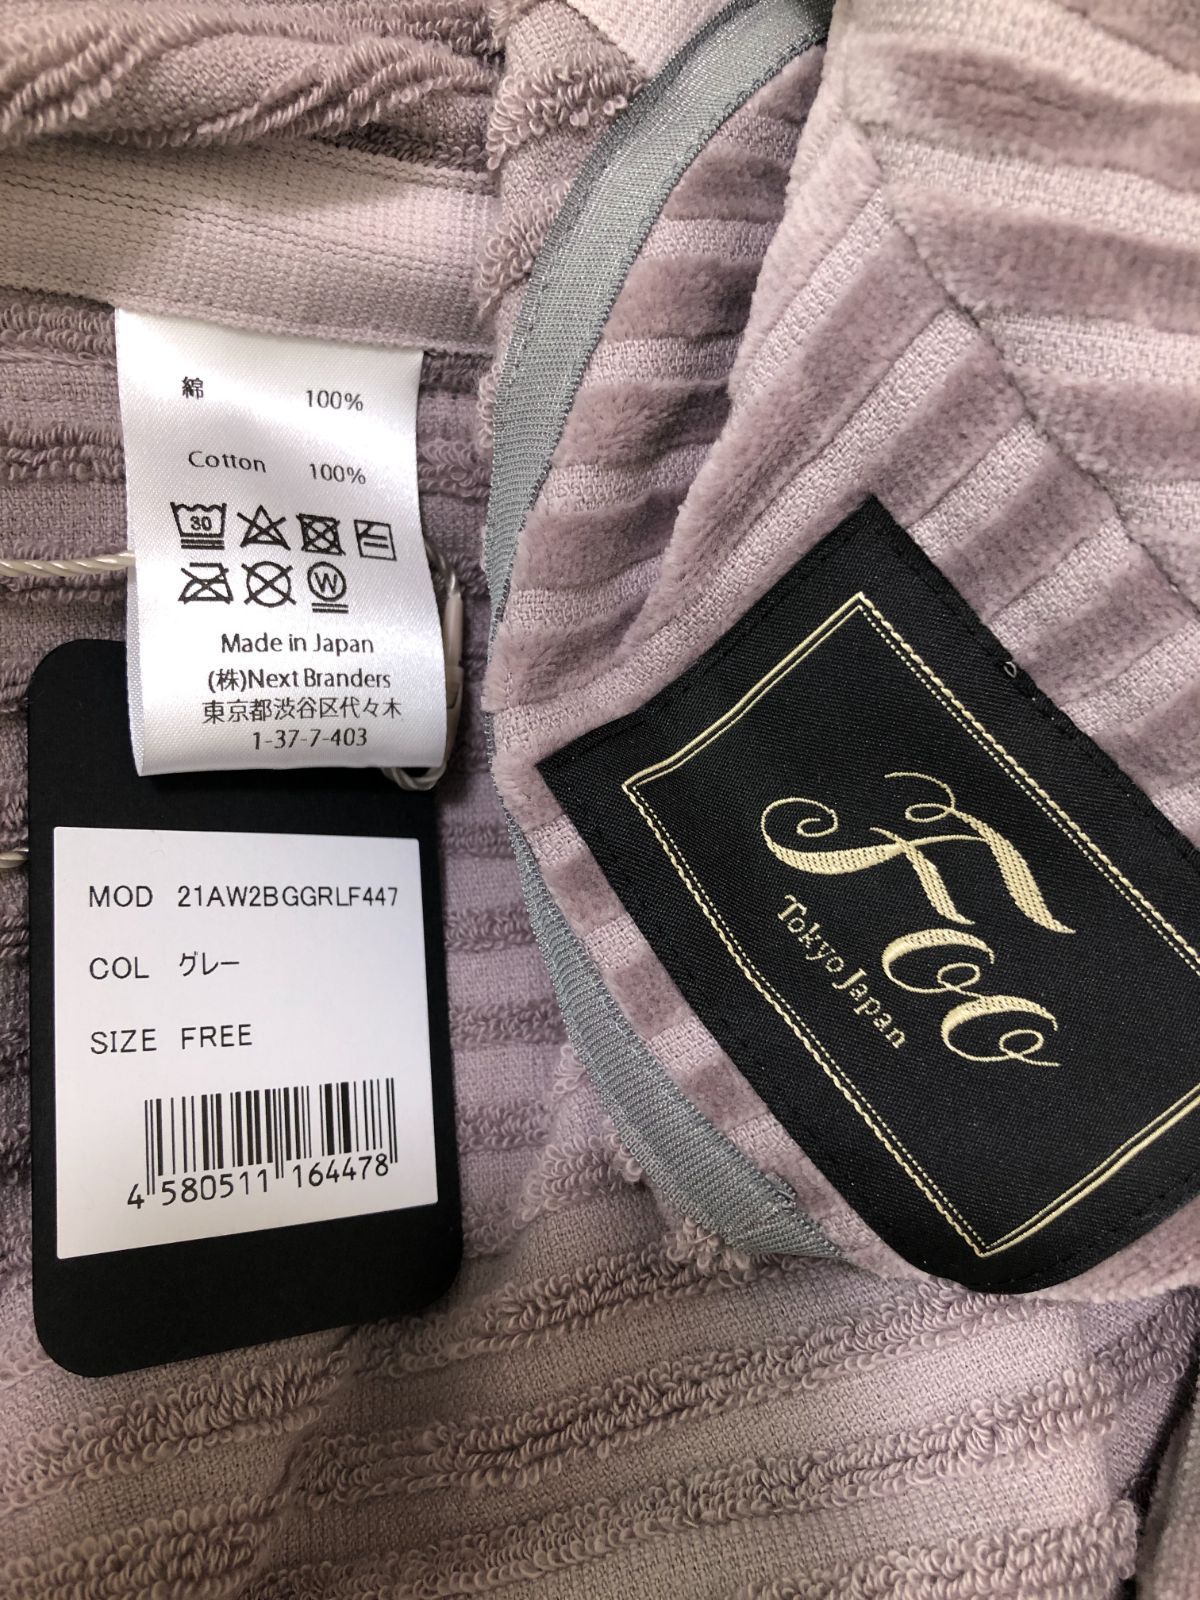 綿 100%
Cotton 100%
30
W
Made in Japan
(株)Next Branders
東京都渋谷区代々木
1-37-7-403
MOD 21AW2BGGRLF447
COL グレー
SIZE FREE
4 580511 164478
Foo
Tokyo Japan